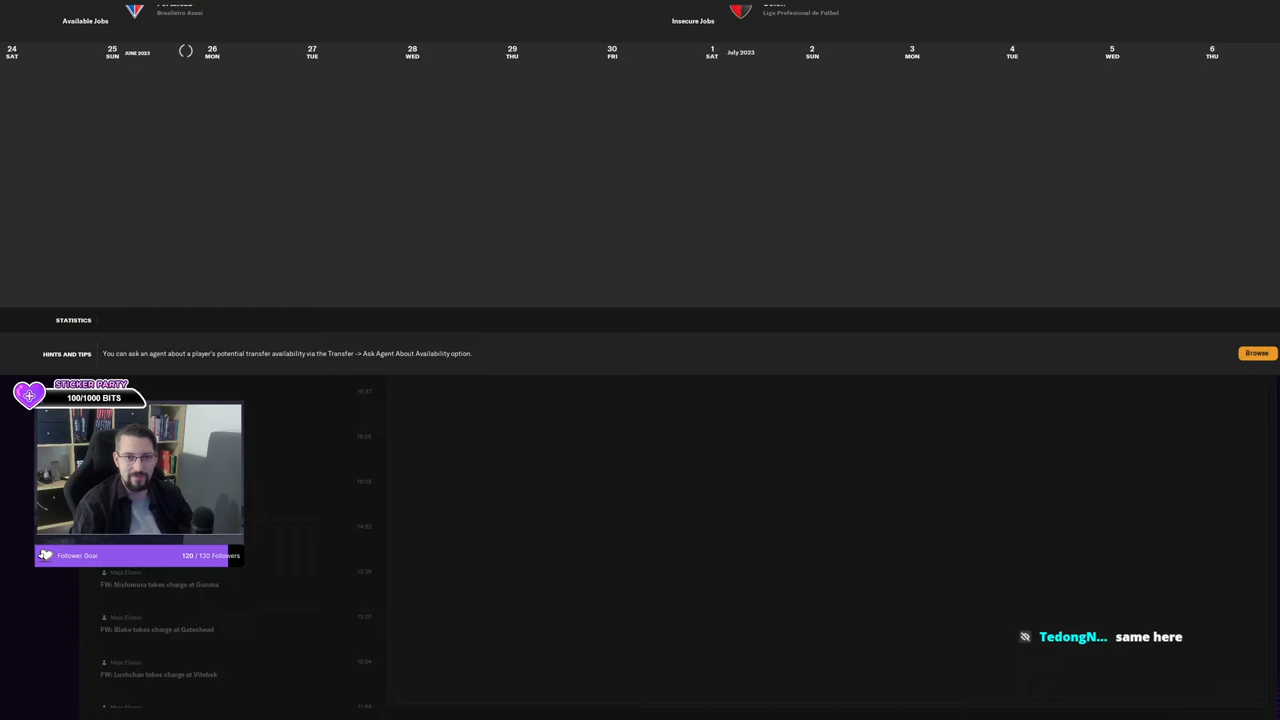 Available Jobs
Brasileiro Assaí
Insecure Jobs
Liga Profesional de Fútbol
24 SAT
25 SUN
JUNE 2023
26 MON
27 TUE
28 WED
29 THU
30 FRI
1 SAT
July 2023
2 SUN
3 MON
4 TUE
5 WED
6 THU
STATISTICS
HINTS AND TIPS
You can ask an agent about a player's potential transfer availability via the Transfer -> Ask Agent About Availability option.
Browse
STICKER PARTY
100/1000 BITS
Follower Goal
120 / 130 Followers
14:52
FW: Nishimura takes charge at Gunma
FW: Blake takes charge at Gateshead
13:04
FW: Lushchan takes charge at Vitebsk
TedongN... same here